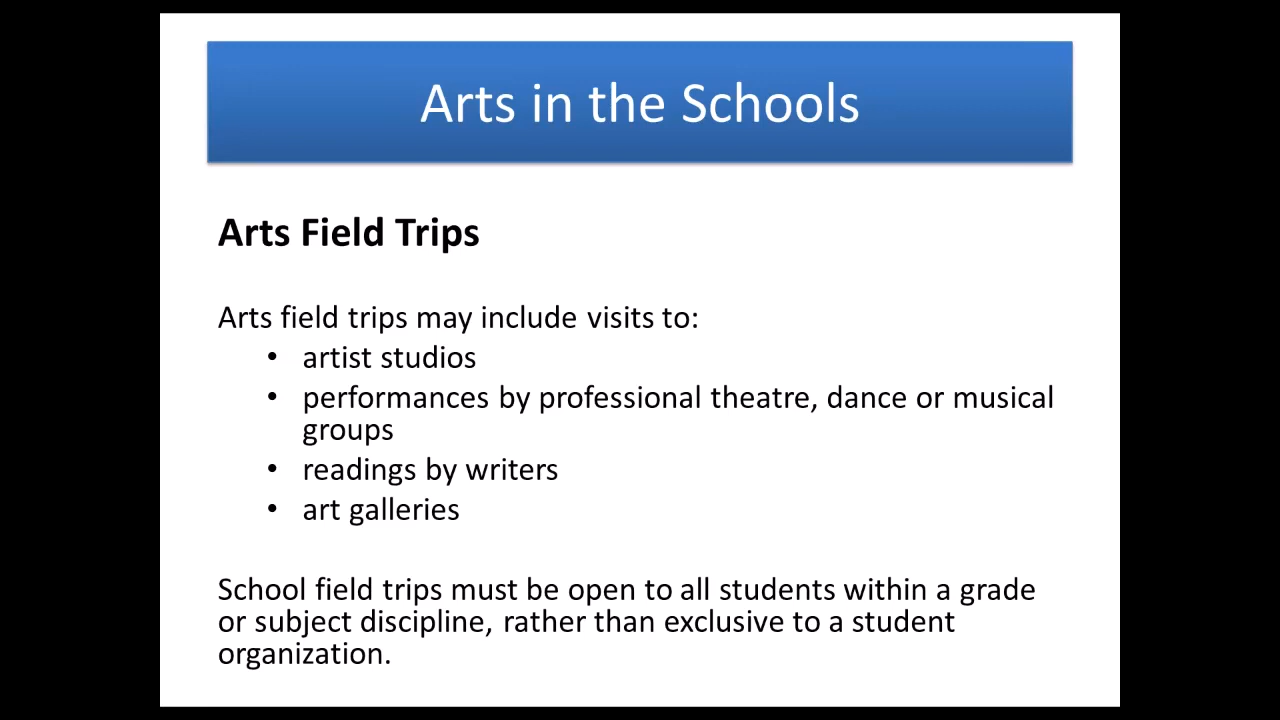 Arts in the Schools
Arts Field Trips
Arts field trips may include visits to:
• artist studios
• performances by professional theatre, dance or musical
groups
• readings by writers
• art galleries
School field trips must be open to all students within a grade
or subject discipline, rather than exclusive to a student
organization.